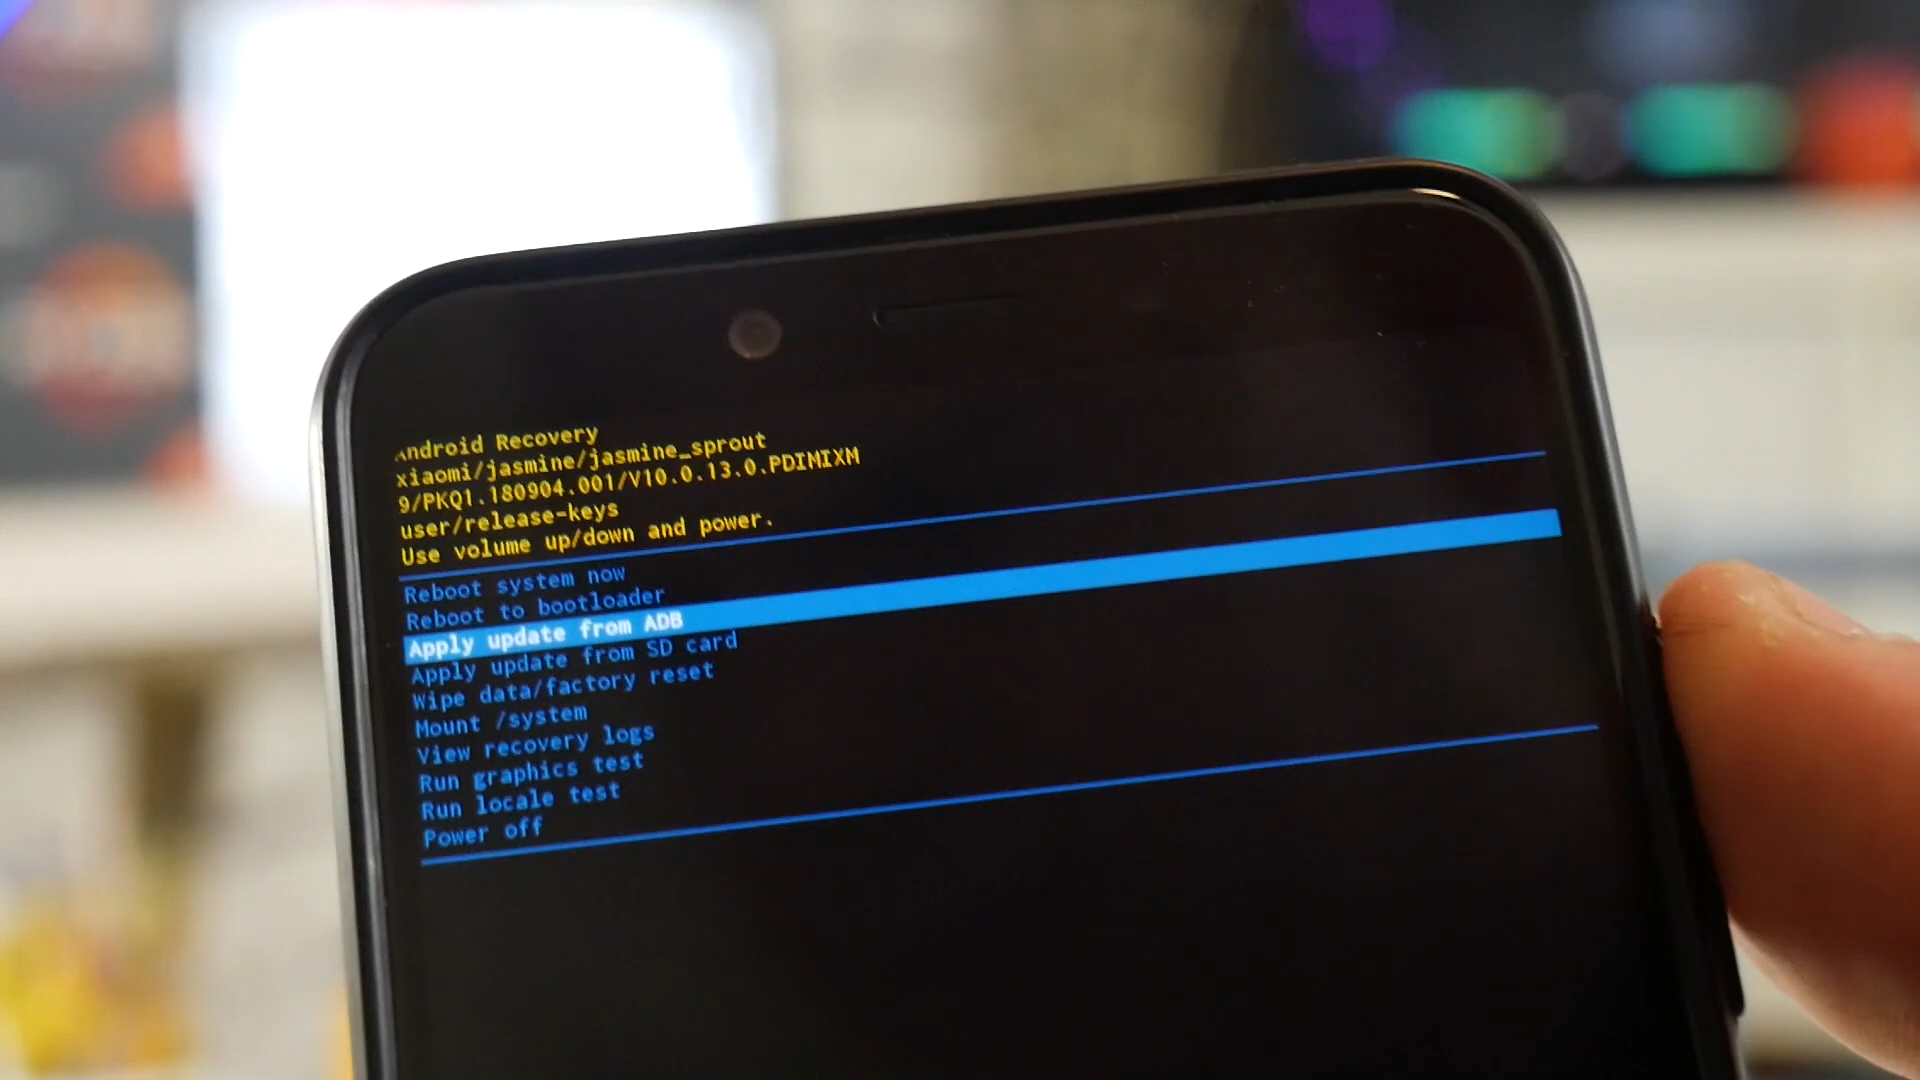 Android Recovery
xiaomi/jasmine/jasmine_sprout
9/PKQ1.180904.001/V10.0.13.0.PDIMIXM
user/release-keys
Use volume up/down and power.
Reboot system now
Reboot to bootloader
Apply update from ADB
Apply update from SD card
Wipe data/factory reset
Mount /system
View recovery logs
Run graphics test
Run locale test
Power off